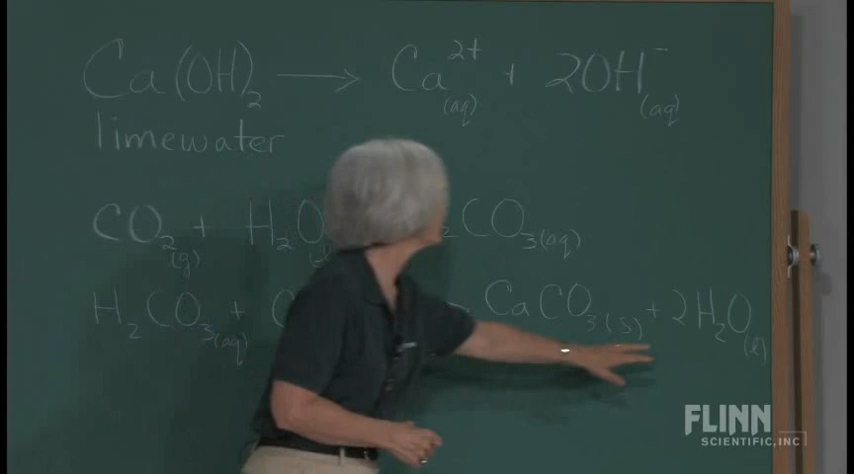 Ca(OH)₂ → Ca²⁺(aq) + 2OH⁻(aq)
limewater
CO₂(g) + H₂O CO₃(aq)
H₂CO₃(aq) + CaCO₃(s) + 2H₂O(l)
FLINN
SCIENTIFIC, INC